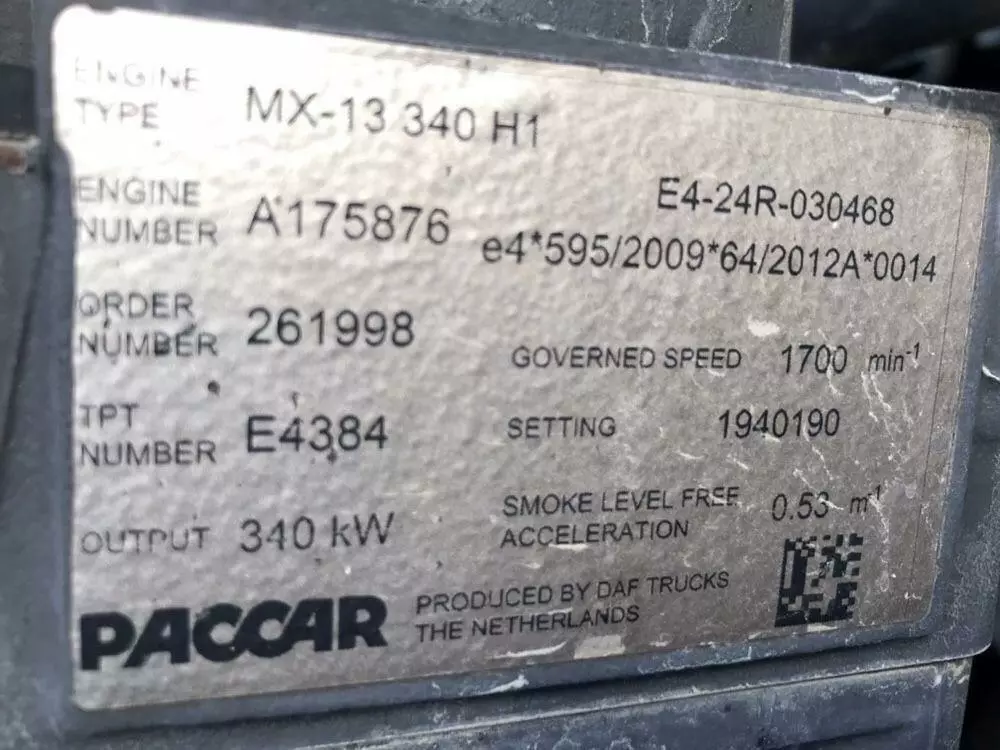 ENGINE
TYPE MX-13 340 H1
ENGINE
NUMBER A175876
E4-24R-030468
e4*595/2009*64/2012A*0014
ORDER
NUMBER 261998
GOVERNED SPEED 1700 min-1
TPT
NUMBER E4384
SETTING 1940190
OUTPUT 340 kW
SMOKE LEVEL FREE
ACCELERATION 0.53 m-1
PACCAR
PRODUCED BY DAF TRUCKS
THE NETHERLANDS